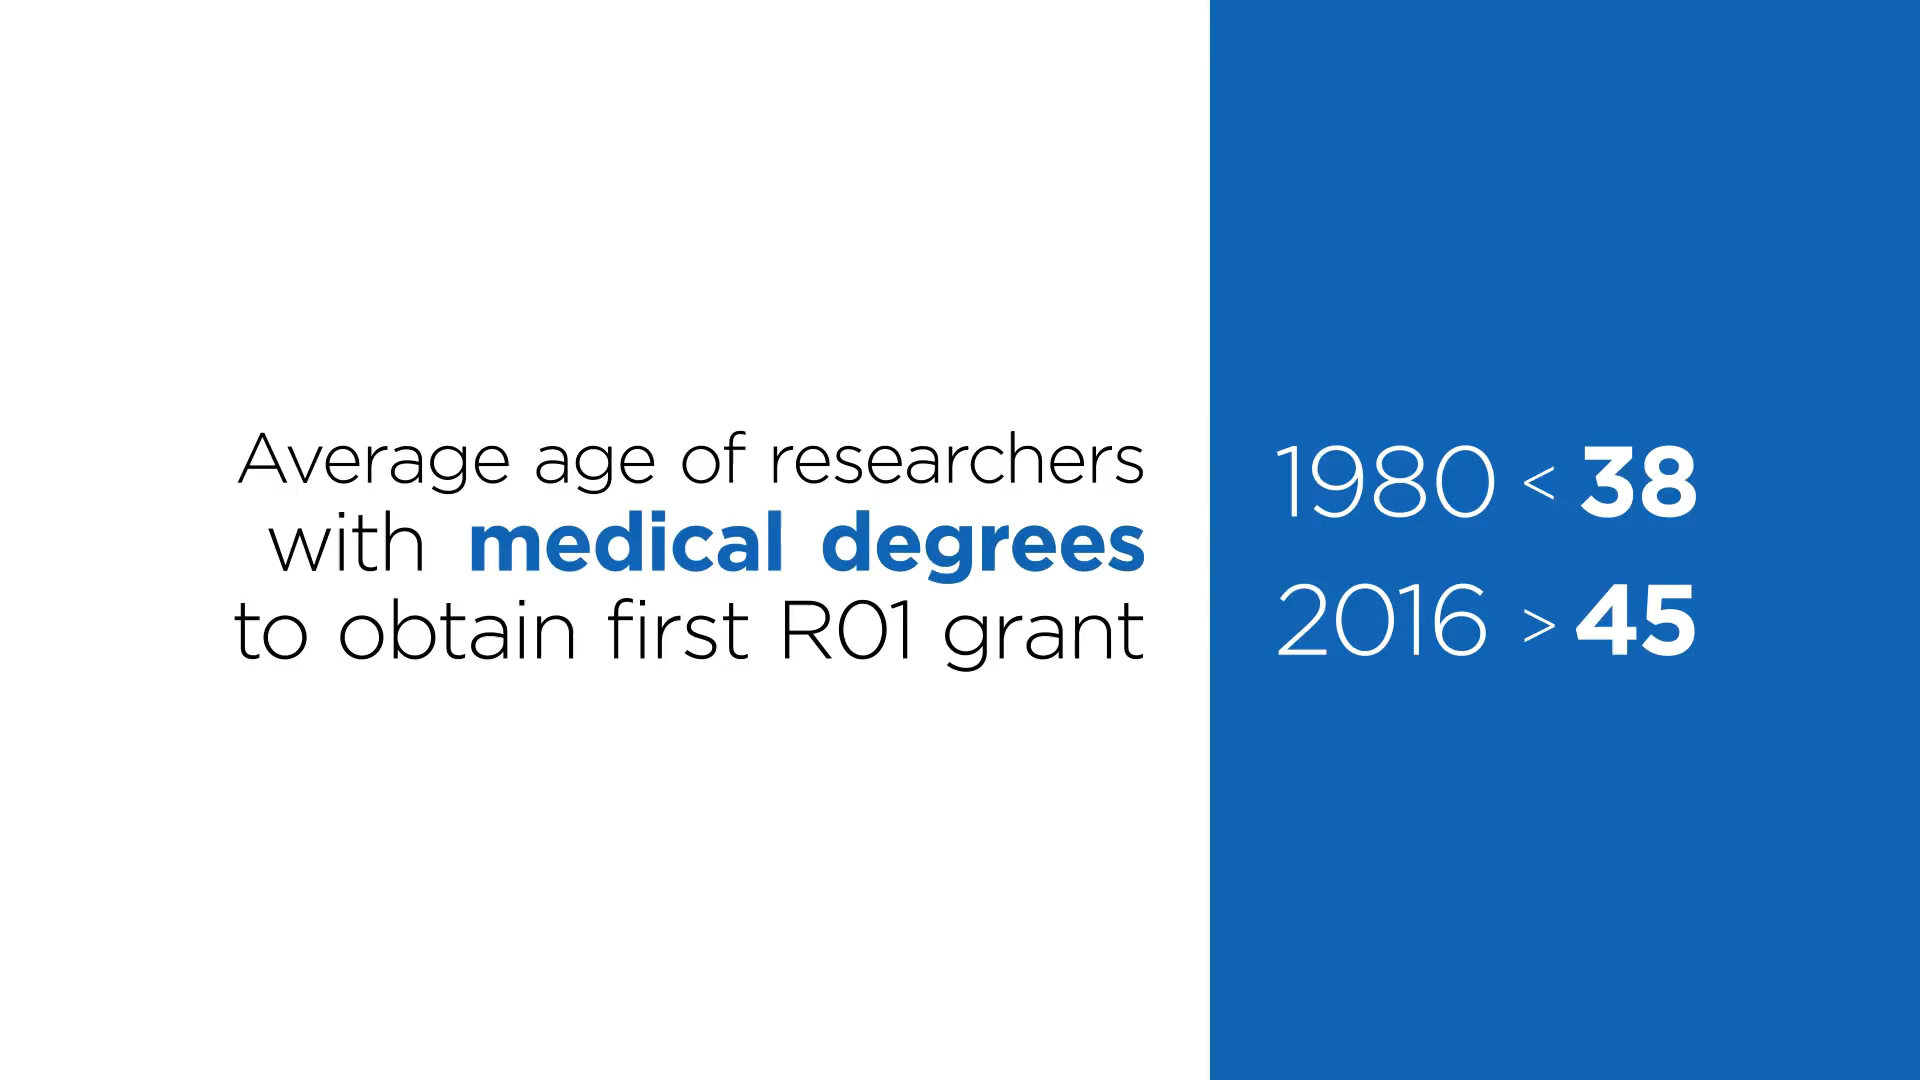 Average age of researchers
with medical degrees
to obtain first R01 grant
1980 < 38
2016 > 45